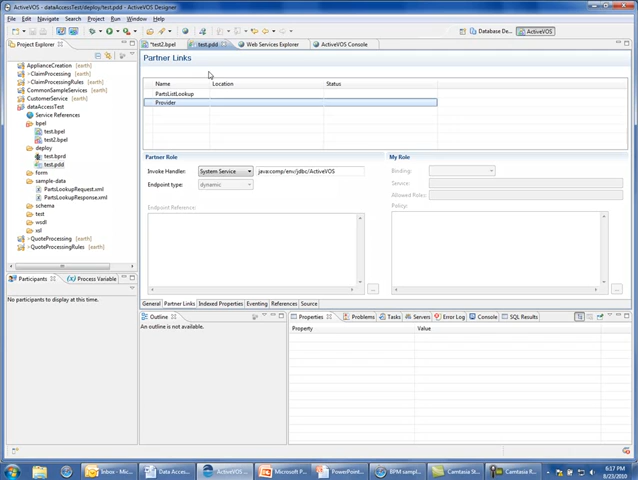 ActiveVOS - dataAccessTest/deploy/test.pdd - ActiveVOS Designer
File Edit Navigate Search Project Run Window Help
Database De... ActiveVOS
Project Explorer
*test2.bpel test.pdd Web Services Explorer ActiveVOS Console
ApplicationCreation [earth]
ClaimProcessing [earth]
ClaimProcessingRules [earth]
CommonSampleServices [earth]
CustomerService [earth]
dataAccessTest
Service References
bpel
test.bpel
test2.bpel
deploy
test.bprd
test.pdd
form
sample-data
PartsLookupRequest.xml
PartsLookupResponse.xml
schema
test
wsdl
xsl
QuoteProcessing [earth]
QuoteProcessingRules [earth]
Partner Links
Name Location Status
PartsListLookup
Provider
Partner Role My Role
Invoke Handler: System Service java:comp/env/jdbc/ActiveVOS Binding:
Endpoint type: dynamic Service:
Allowed Roles:
Endpoint Reference: Policy:
... ...
General Partner Links Indexed Properties Eventing References Source
Participants Process Variable
No participants to display at this time.
Outline
An outline is not available.
Properties Problems Tasks Servers Error Log Console SQL Results
Property Value
Inbox - Mic... Data Acces... ActiveVOS ... Microsoft P... PowerPoint... BPM sampl... Camtasia St... Camtasia R...
6:17 PM
8/23/2010